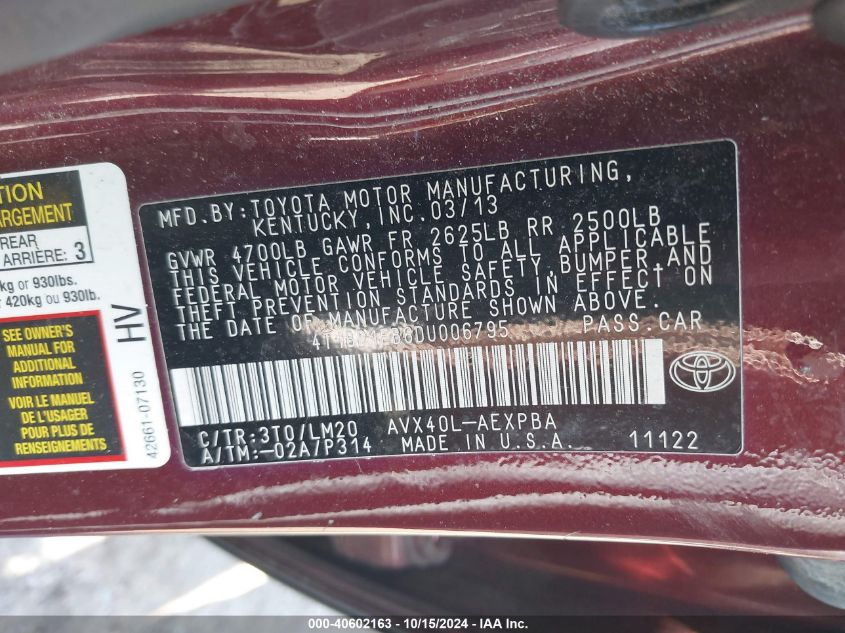 TION
ARGEMENT
REAR
ARRIÈRE: 3
kg or 930lbs.
420kg ou 930lb.
SEE OWNER'S
MANUAL FOR
ADDITIONAL
INFORMATION
VOIR LE MANUEL
DE L'USAGER
POUR PLUS DE
RENSEIGNEMENTS
HV
42661-07130
MFD.BY:TOYOTA MOTOR MANUFACTURING,
KENTUCKY,INC.03/13
GVWR 4700LB GAWR FR 2625LB RR 2500LB
THIS VEHICLE CONFORMS TO ALL APPLICABLE
FEDERAL MOTOR VEHICLE SAFETY,BUMPER,AND
THEFT PREVENTION STANDARDS IN EFFECT ON
THE DATE OF MANUFACTURE SHOWN ABOVE.
PASS.CAR
C/TR:3T0/LM20 AVX40L-AEXPBA
A/TM:-02A/P314 MADE IN U.S.A. 11122
000-40602163 - 10/15/2024 - IAAI.com